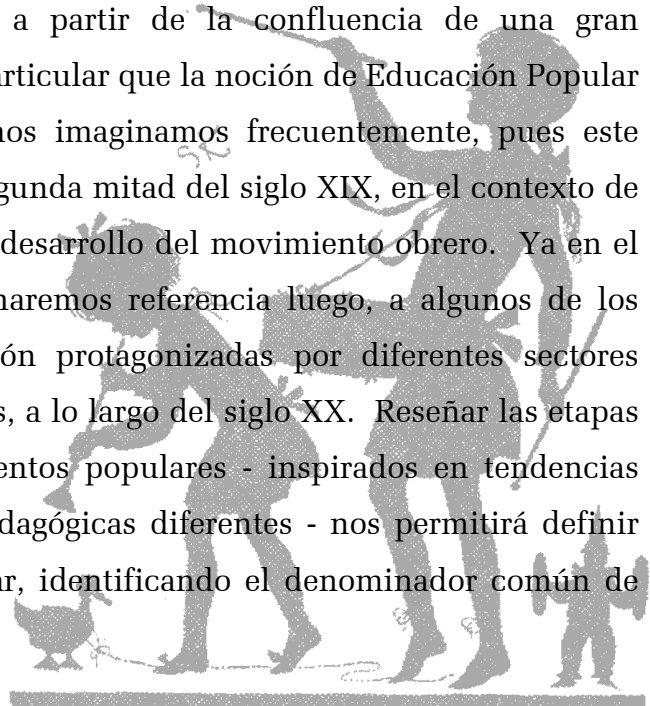 a partir de la confluencia de una gran
articular que la noción de Educación Popular
nos imaginamos frecuentemente, pues este
gunda mitad del siglo XIX, en el contexto de
desarrollo del movimiento obrero. Ya en el
haremos referencia luego, a algunos de los
ón protagonizadas por diferentes sectores
s, a lo largo del siglo XX. Reseñar las etapas
entos populares - inspirados en tendencias
dagógicas diferentes - nos permitirá definir
ar, identificando el denominador común de